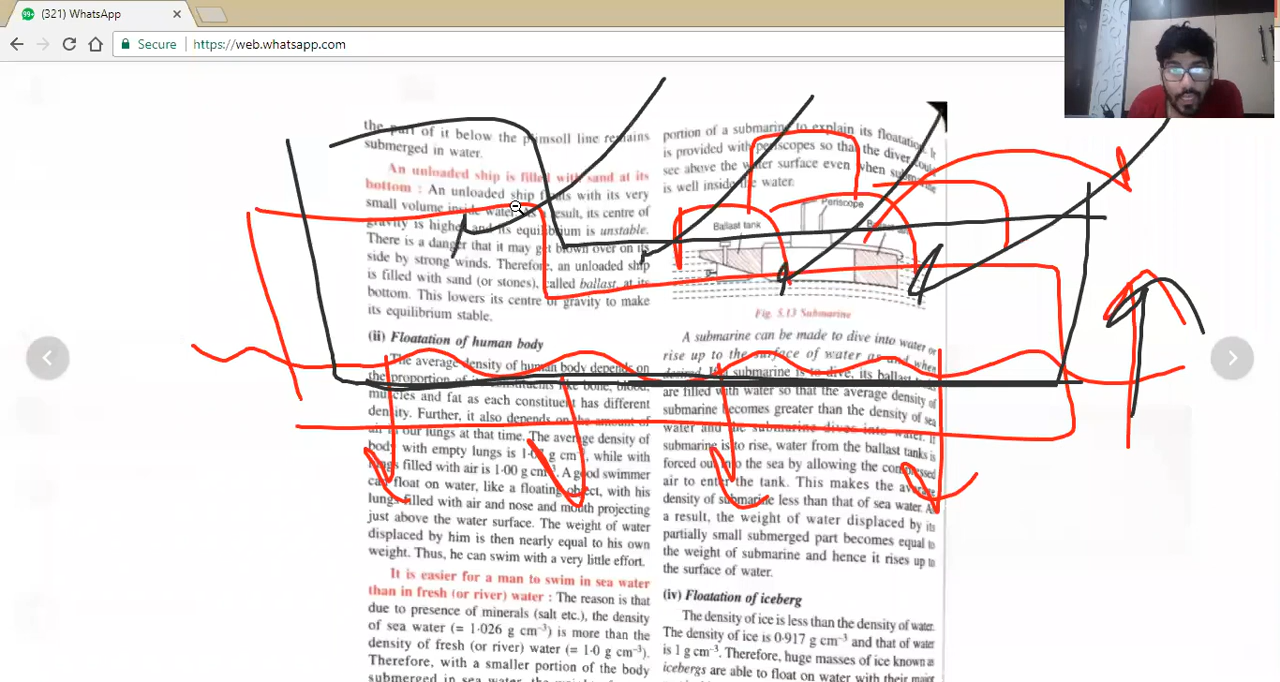 (321) WhatsApp
Secure
https://web.whatsapp.com
the part of it below the plimsoll line remains
submerged in water.
An unloaded ship is filled with sand at its
bottom : An unloaded ship floats with its very
small volume inside water. As result, its centre of
gravity is higher and its equilibrium is unstable.
There is a danger that it may get blown over on its
side by strong winds. Therefore, an unloaded ship
is filled with sand (or stones), called ballast, at its
bottom. This lowers its centre of gravity to make
its equilibrium stable.
(ii) Floatation of human body
The average density of human body depends on
the proportion of its constituents like bone, blood,
muscles and fat as each constituent has different
density. Further, it also depends on the amount of
air in our lungs at that time. The average density of
body with empty lungs is g cm⁻³, while with
lungs filled with air is 1·00 g cm⁻³. A good swimmer
can float on water, like a floating object, with his
lungs filled with air and nose and mouth projecting
just above the water surface. The weight of water
displaced by him is then nearly equal to his own
weight. Thus, he can swim with a very little effort.
It is easier for a man to swim in sea water
than in fresh (or river) water : The reason is that
due to presence of minerals (salt etc.), the density
of sea water (= 1·026 g cm⁻³) is more than the
density of fresh (or river) water (= 1·0 g cm⁻³).
Therefore, with a smaller portion of the body
submerged in sea water, the
portion of a submarine to explain its floatation. It
is provided with periscopes so that the diver could
see above the water surface even when submarine
is well inside the water.
Periscope
Ballast tank
Ballast
Fig. 5.13 Submarine
A submarine can be made to dive into water or
rise up to the surface of water as and when
desired. If submarine is to dive, its ballast tanks
are filled with water so that the average density of
submarine becomes greater than the density of sea
water and the submarine dives into water. If
submarine is to rise, water from the ballast tanks is
forced out into the sea by allowing the compressed
air to enter the tank. This makes the average
density of submarine less than that of sea water. As
a result, the weight of water displaced by its
partially small submerged part becomes equal to
the weight of submarine and hence it rises up to
the surface of water.
(iv) Floatation of iceberg
The density of ice is less than the density of water.
The density of ice is 0·917 g cm⁻³ and that of water
is 1 g cm⁻³. Therefore, huge masses of ice known as
icebergs are able to float on water with their major